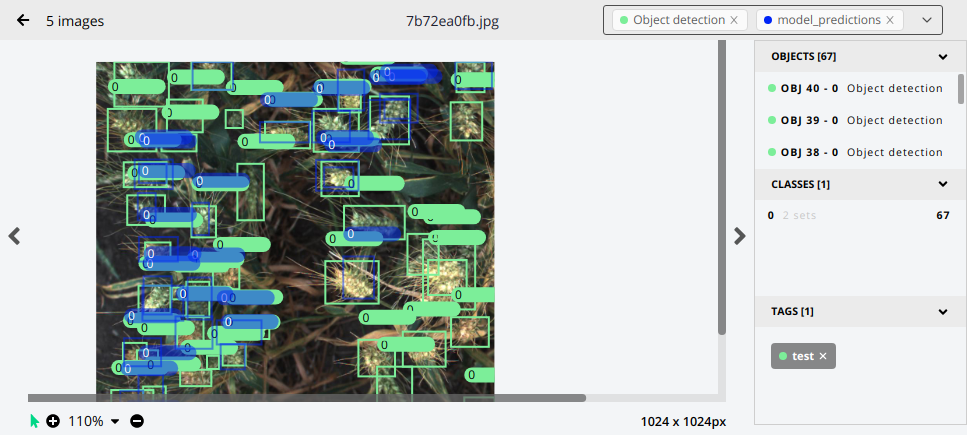 5 images
7b72ea0fb.jpg
Object detection ×
model_predictions ×
OBJECTS [67]
OBJ 40 - 0 Object detection
OBJ 39 - 0 Object detection
OBJ 38 - 0 Object detection
CLASSES [1]
0 2 sets 67
TAGS [1]
test ×
110%
1024 x 1024px